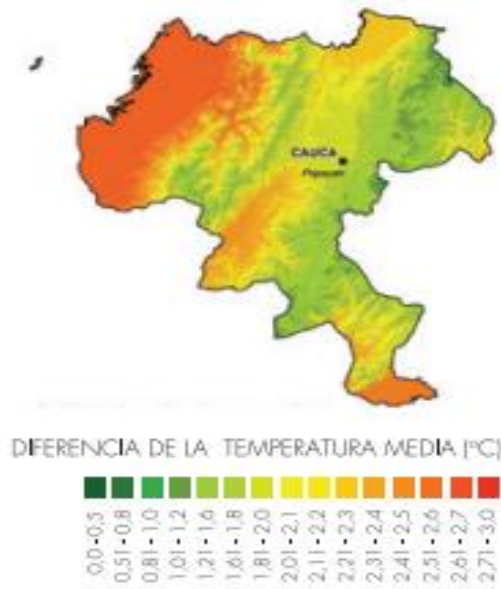 CAUCA
Popayán
DIFERENCIA DE LA TEMPERATURA MEDIA (°C)
0,0 - 0,5
0,51 - 0,8
0,81 - 1,0
1,01 - 1,2
1,21 - 1,6
1,61 - 1,8
1,81 - 2,0
2,01 - 2,1
2,11 - 2,2
2,21 - 2,3
2,31 - 2,4
2,41 - 2,5
2,51 - 2,6
2,61 - 2,7
2,71 - 3,0